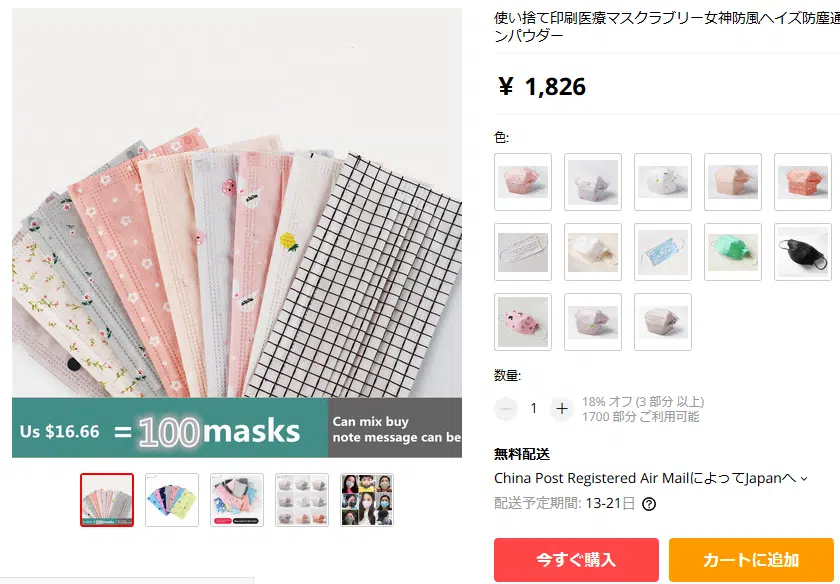 使い捨て印刷医療マスクラブリー女神防風ヘイズ防塵通
ンパウダー
¥ 1,826
色:
数量:
1
18% オフ (3 部分 以上)
1700 部分 ご利用可能
無料配送
China Post Registered Air MailによってJapanへ
配送予定期間: 13-21日
今すぐ購入
カートに追加
Us $16.66 = 100masks
Can mix buy
note message can be